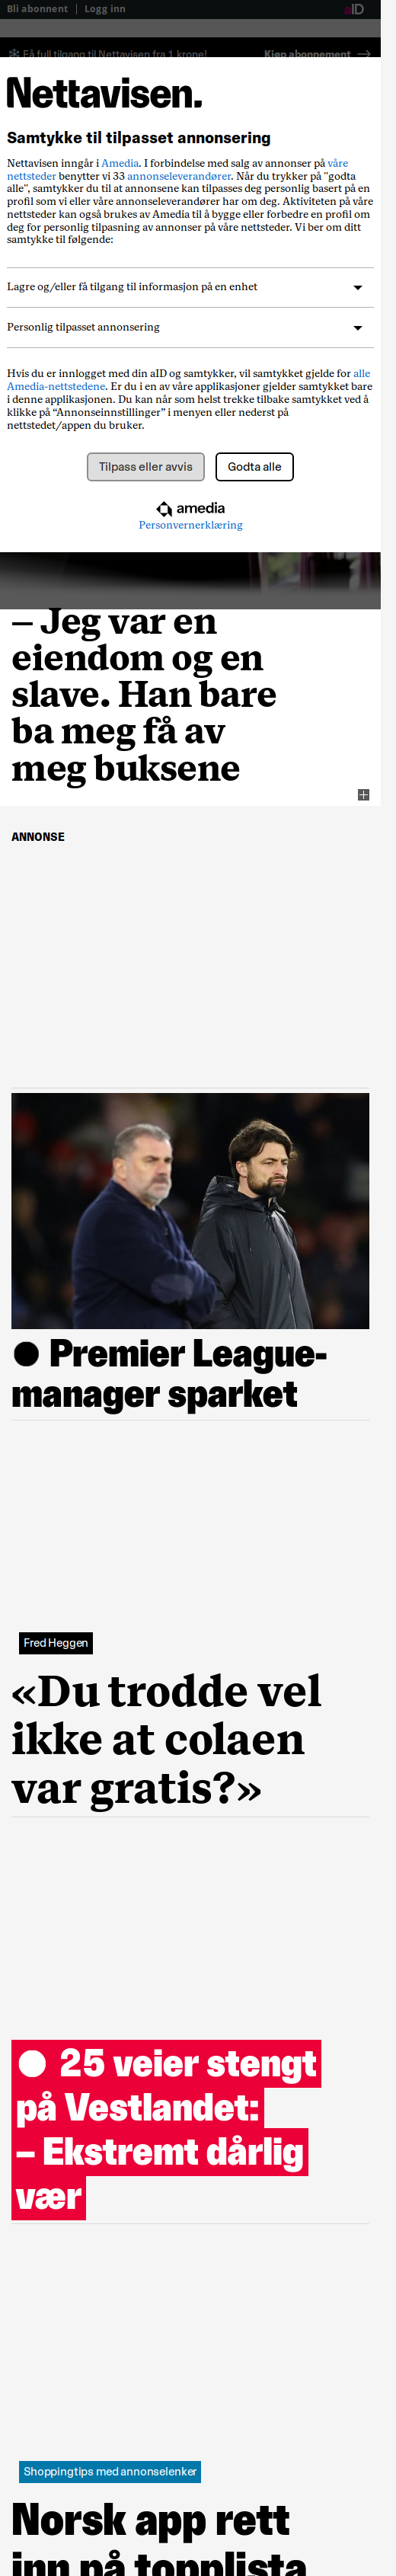 Bli abonnent | Logg inn
aID
Få full tilgang til Nettavisen fra 1 krone!
Kjøp abonnement →
Nettavisen.
Samtykke til tilpasset annonsering
Nettavisen inngår i Amedia. I forbindelse med salg av annonser på våre
nettsteder benytter vi 33 annonseleverandører. Når du trykker på "godta
alle", samtykker du til at annonsene kan tilpasses deg personlig basert på en
profil som vi eller våre annonseleverandører har om deg. Aktiviteten på våre
nettsteder kan også brukes av Amedia til å bygge eller forbedre en profil om
deg for personlig tilpasning av annonser på våre nettsteder. Vi ber om ditt
samtykke til følgende:
Lagre og/eller få tilgang til informasjon på en enhet
Personlig tilpasset annonsering
Hvis du er innlogget med din aID og samtykker, vil samtykket gjelde for alle
Amedia-nettstedene. Er du i en av våre applikasjoner gjelder samtykket bare
i denne applikasjonen. Du kan når som helst trekke tilbake samtykket ved å
klikke på “Annonseinnstillinger” i menyen eller nederst på
nettstedet/appen du bruker.
Tilpass eller avvis
Godta alle
amedia
Personvernerklæring
– Jeg var en
eiendom og en
slave. Han bare
ba meg få av
meg buksene
ANNONSE
● Premier League-
manager sparket
Fred Heggen
«Du trodde vel
ikke at colaen
var gratis?»
● 25 veier stengt
på Vestlandet:
– Ekstremt dårlig
vær
Shoppingtips med annonselenker
Norsk app rett
inn på topplista